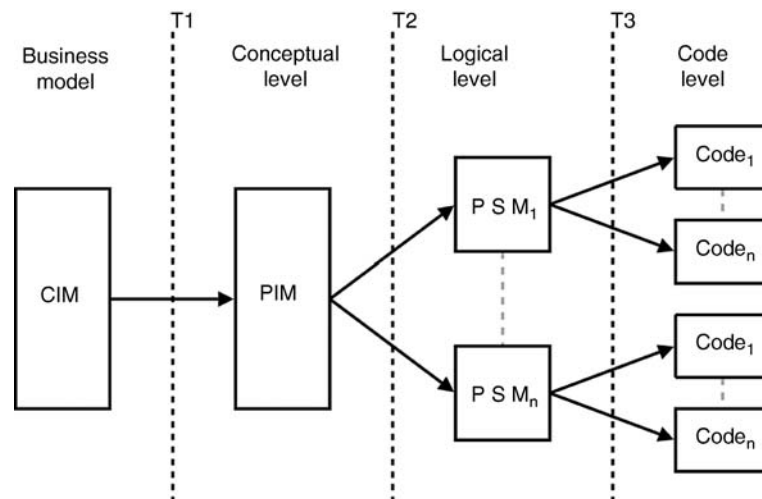 T1
T2
T3
Business
model
Conceptual
level
Logical
level
Code
level
CIM
PIM
P S M₁
P S Mₙ
Code₁
Codeₙ
Code₁
Codeₙ